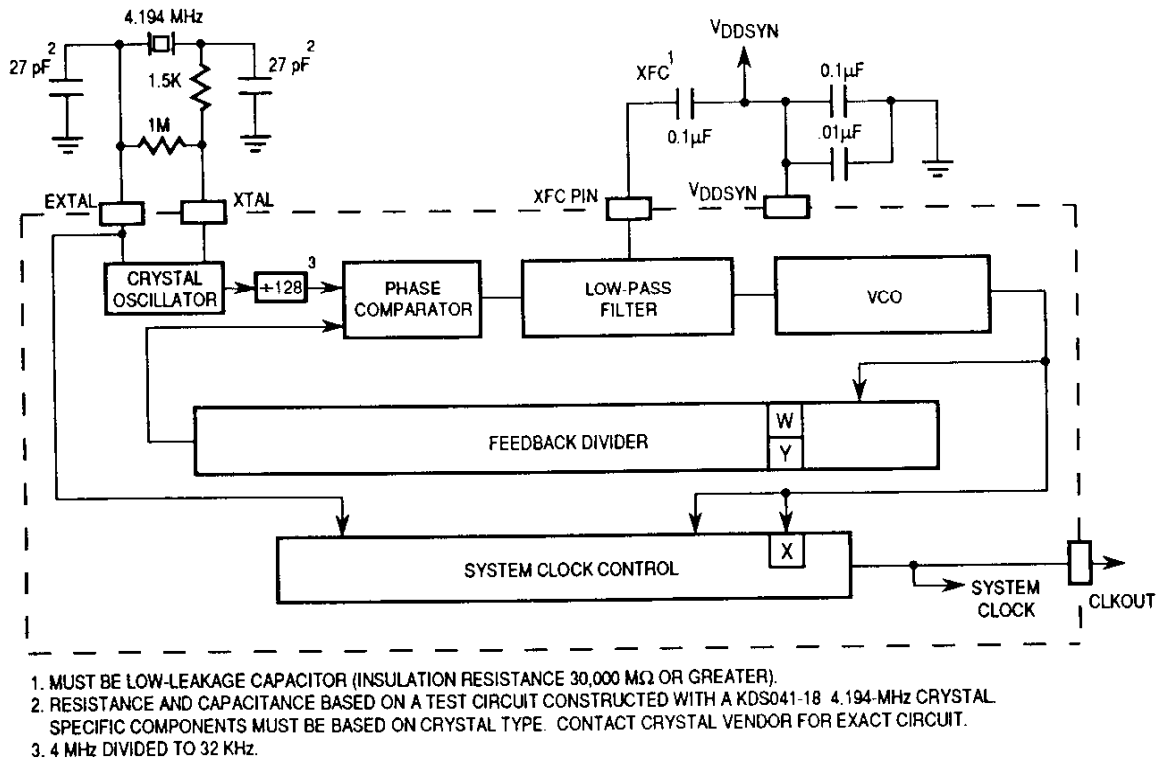 4.194 MHz
2
27 pF
2
27 pF
1.5K
1M
EXTAL
XTAL
VDDSYN
XFC 1
0.1µF
0.1µF
.01µF
XFC PIN
VDDSYN
CRYSTAL
OSCILLATOR
÷128
3
PHASE
COMPARATOR
LOW-PASS
FILTER
VCO
FEEDBACK DIVIDER
W
Y
SYSTEM CLOCK CONTROL
X
SYSTEM
CLOCK
CLKOUT
1. MUST BE LOW-LEAKAGE CAPACITOR (INSULATION RESISTANCE 30,000 MΩ OR GREATER).
2. RESISTANCE AND CAPACITANCE BASED ON A TEST CIRCUIT CONSTRUCTED WITH A KDS041-18 4.194-MHz CRYSTAL
SPECIFIC COMPONENTS MUST BE BASED ON CRYSTAL TYPE. CONTACT CRYSTAL VENDOR FOR EXACT CIRCUIT.
3. 4 MHz DIVIDED TO 32 KHz.